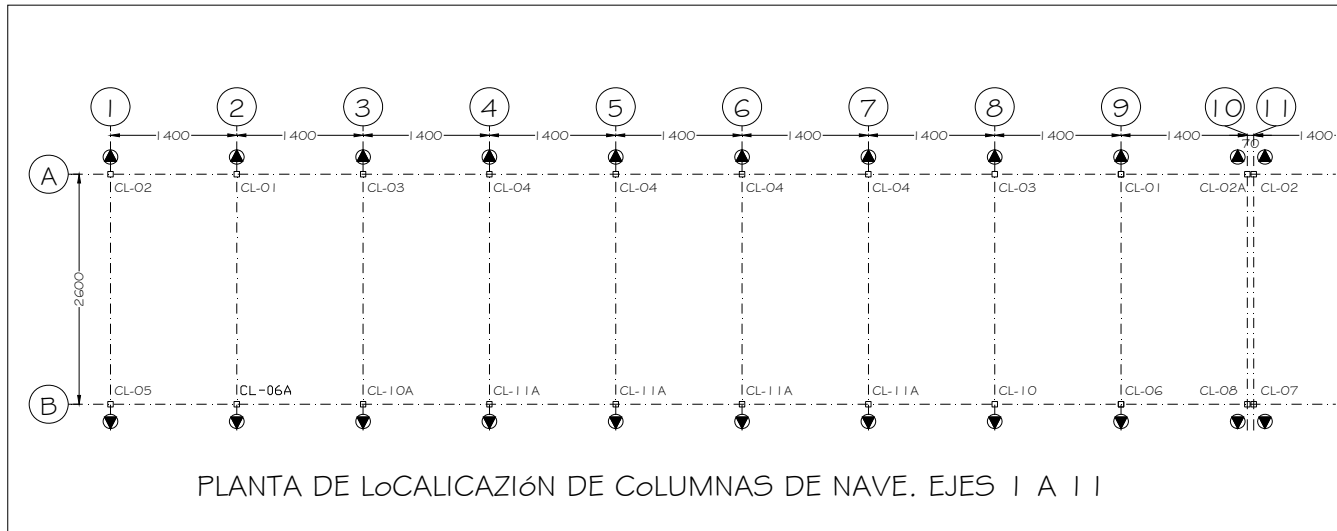 1 2 3 4 5 6 7 8 9 10 11
1400 1400 1400 1400 1400 1400 1400 1400 1400 1400
70
A
CL-02 CL-01 CL-03 CL-04 CL-04 CL-04 CL-04 CL-03 CL-01 CL-02A CL-02
2600
CL-05 CL-06A CL-10A CL-11A CL-11A CL-11A CL-11A CL-10 CL-06 CL-08 CL-07
B
PLANTA DE LoCALICAZIóN DE CoLUMNAS DE NAVE. EJES 1 A 11